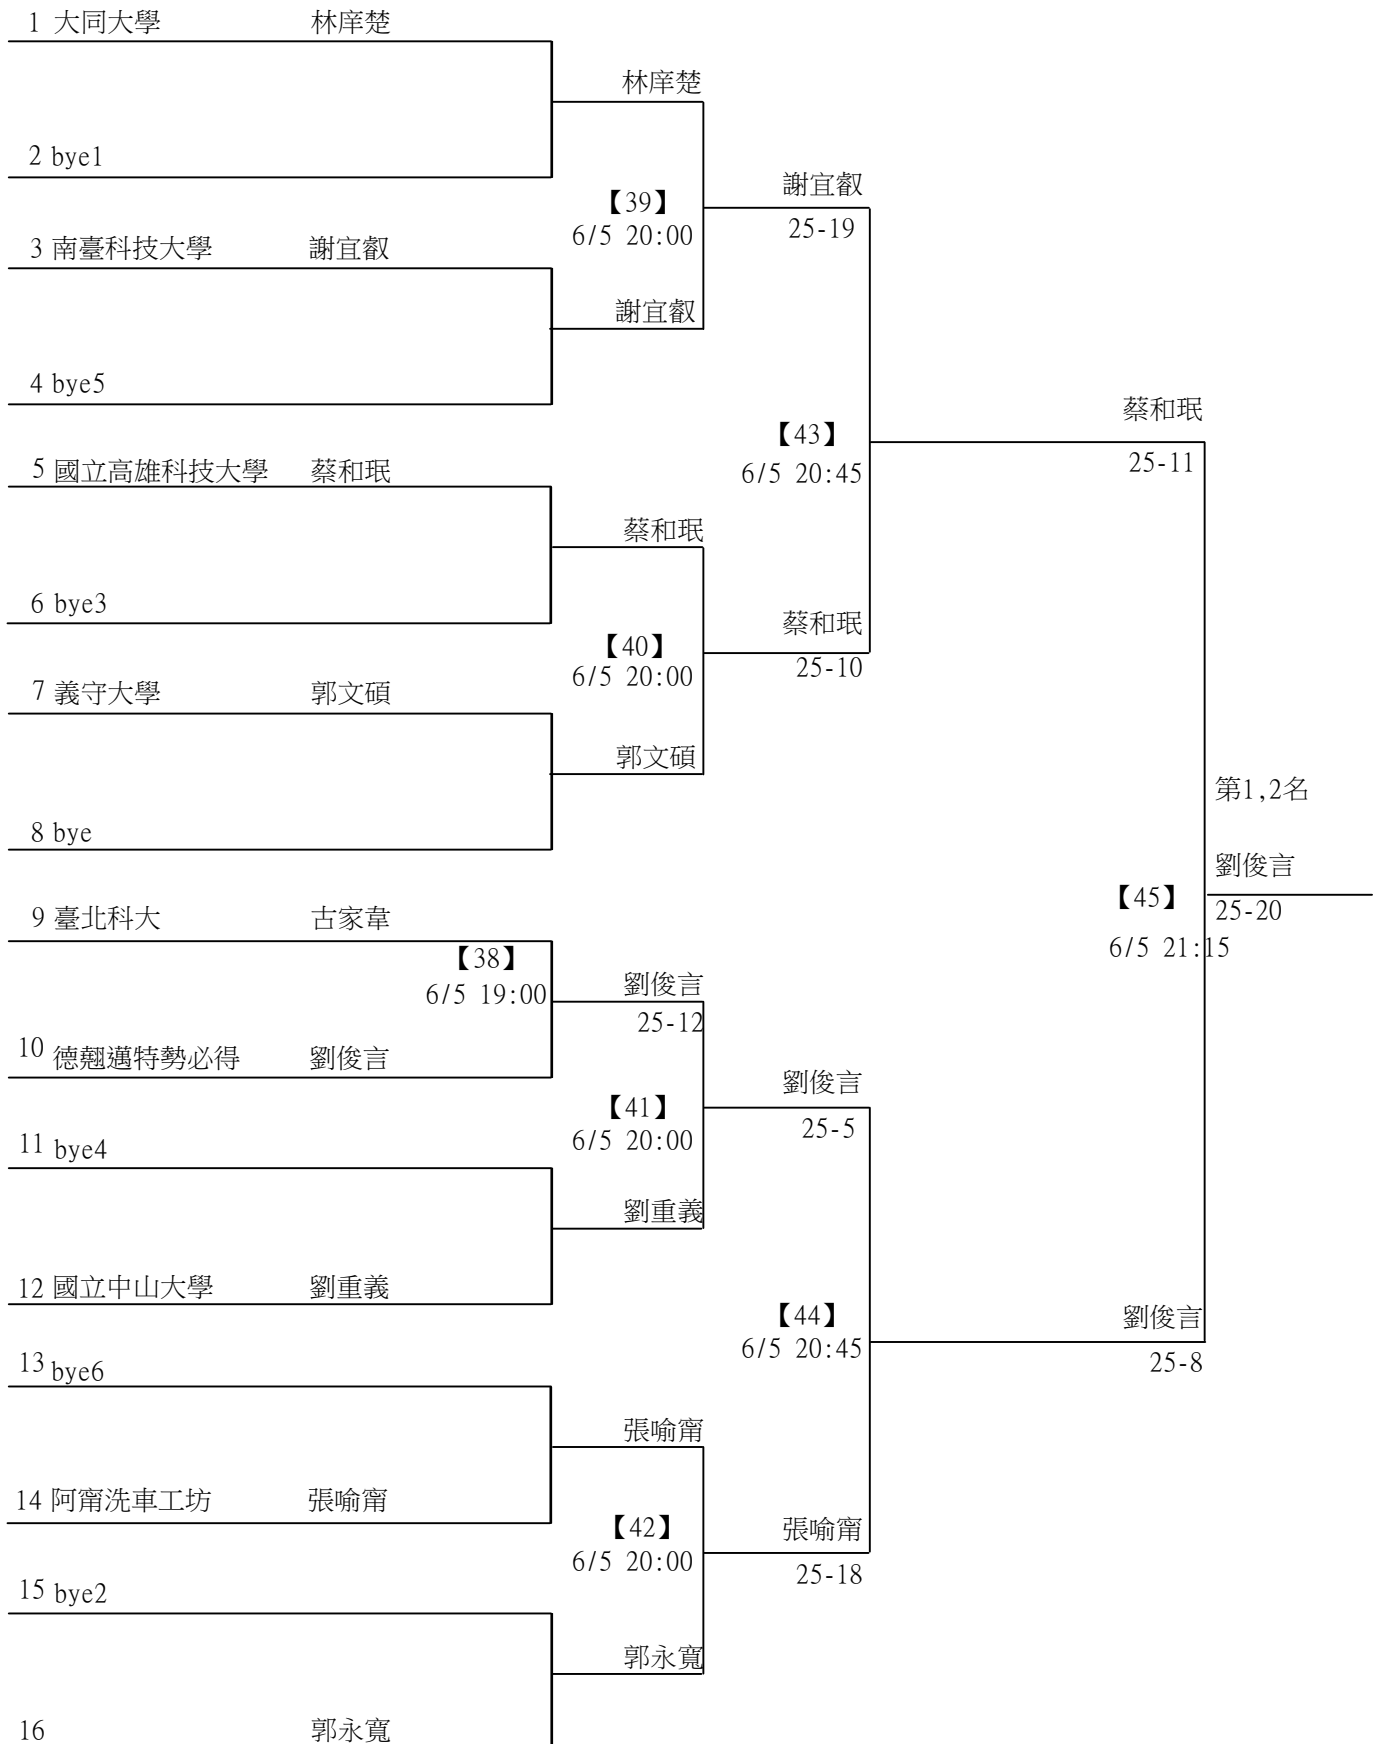 1 大同大學 林庠楚
林庠楚
2 bye1
謝宜叡
【39】
25-19
6/5 20:00
3 南臺科技大學 謝宜叡
謝宜叡
4 bye5
蔡和珉
【43】
25-11
6/5 20:45
5 國立高雄科技大學 蔡和珉
蔡和珉
6 bye3
蔡和珉
【40】
25-10
6/5 20:00
7 義守大學 郭文碩
郭文碩
第1,2名
8 bye
劉俊言
【45】
25-20
6/5 21:15
9 臺北科大 古家韋
【38】
6/5 19:00
劉俊言
25-12
10 德翹邁特勢必得 劉俊言
劉俊言
【41】
25-5
6/5 20:00
11 bye4
劉重義
12 國立中山大學 劉重義
【44】
劉俊言
6/5 20:45
25-8
13 bye6
張喻甯
14 阿甯洗車工坊 張喻甯
【42】
張喻甯
6/5 20:00
25-18
15 bye2
郭永寬
16 郭永寬